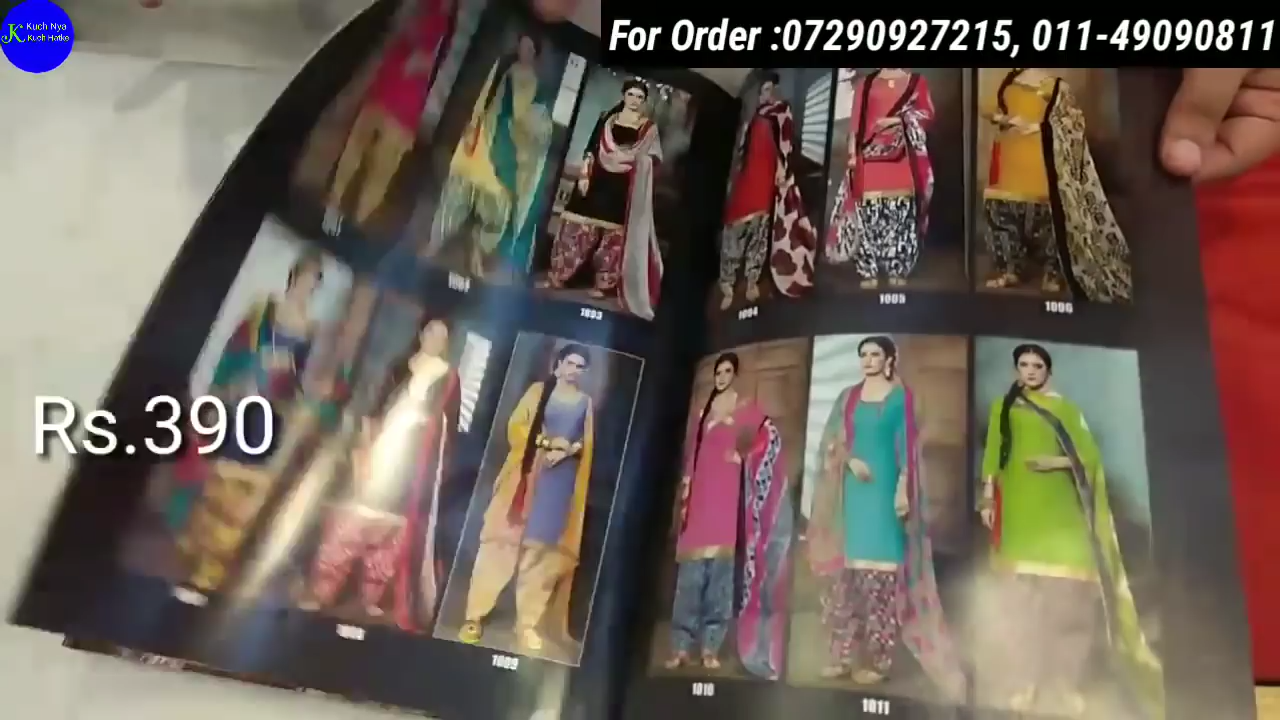 Kuch Nya
Kuch Hatke
For Order :07290927215, 011-49090811
1003
1004
1005
1006
Rs.390
1009
1010
1011